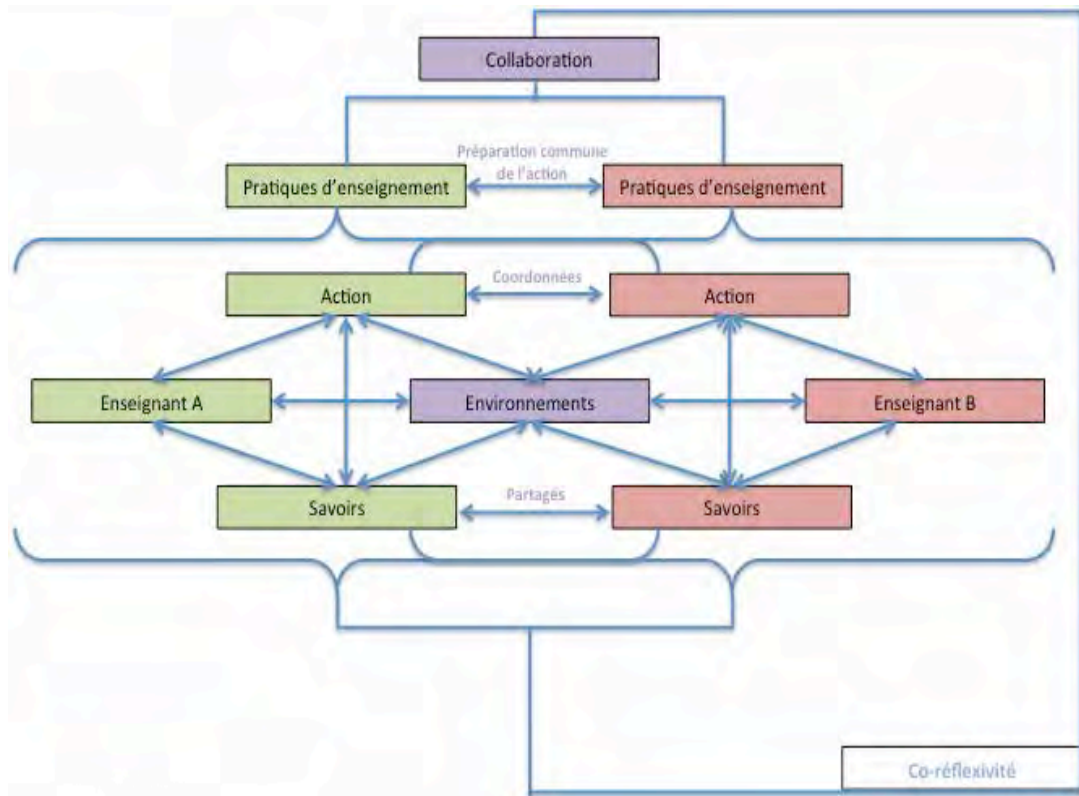 Collaboration
Préparation commune
de l'action
Pratiques d'enseignement
Pratiques d'enseignement
Action
Coordonnées
Action
Enseignant A
Environnements
Enseignant B
Savoirs
Partagés
Savoirs
Co-réflexivité